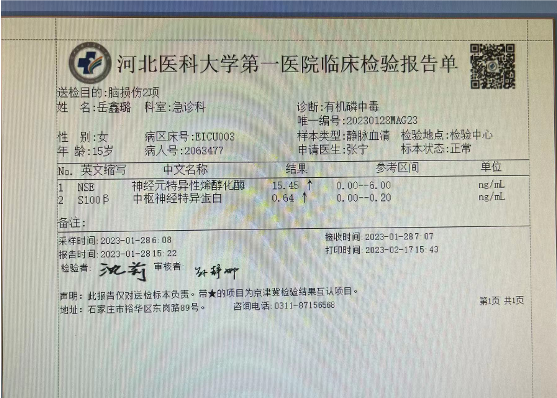 河北医科大学第一医院临床检验报告单
送检目的:脑损伤2项
姓 名:岳鑫璐 科室:急诊科 诊断:有机磷中毒
唯一编号:20230128MAG23
性 别:女 病区床号:EICU003 样本类型:静脉血清 检验地点:检验中心
年 龄:15岁 病人号:2063477 申请医生:张宁 标本状态:正常
No. 英文缩写 中文名称 结果 参考区间 单位
1 NSE 神经元特异性烯醇化酶 15.45 ↑ 0.00--6.00 ng/mL
2 S100β 中枢神经特异蛋白 0.64 ↑ 0.00--0.20 ng/mL
备注:
采样时间:2023-01-28 6:08 接收时间:2023-01-28 7:07
报告时间:2023-01-28 15:22 打印时间:2023-02-17 15:43
检验者: 审核者
声明:此报告仅对送检标本负责。带★的项目为京津冀检验结果互认项目。
地址:石家庄市裕华区东岗路89号。 咨询电话:0311-87156568 第1页 共1页